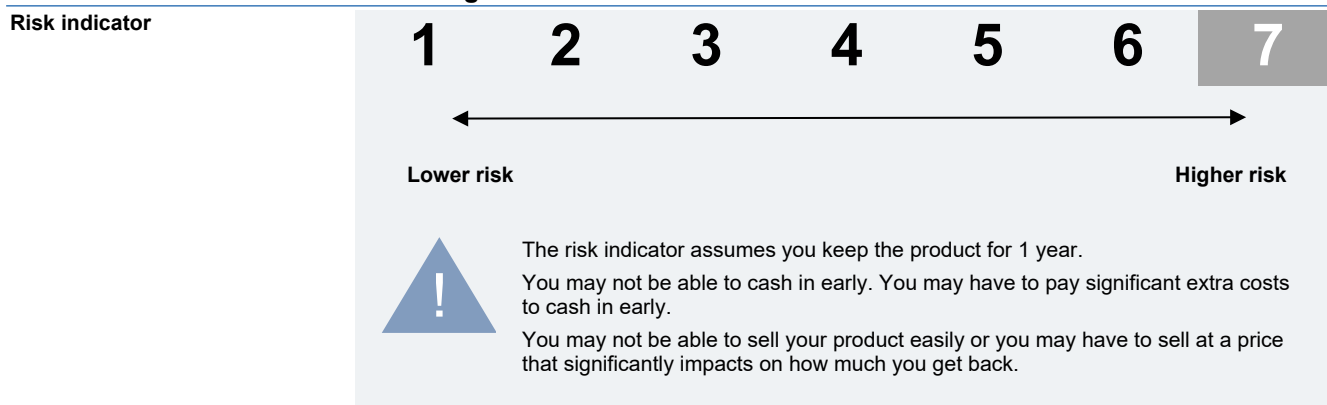 Risk indicator
1 2 3 4 5 6 7
Lower risk Higher risk
!
The risk indicator assumes you keep the product for 1 year.
You may not be able to cash in early. You may have to pay significant extra costs
to cash in early.
You may not be able to sell your product easily or you may have to sell at a price
that significantly impacts on how much you get back.